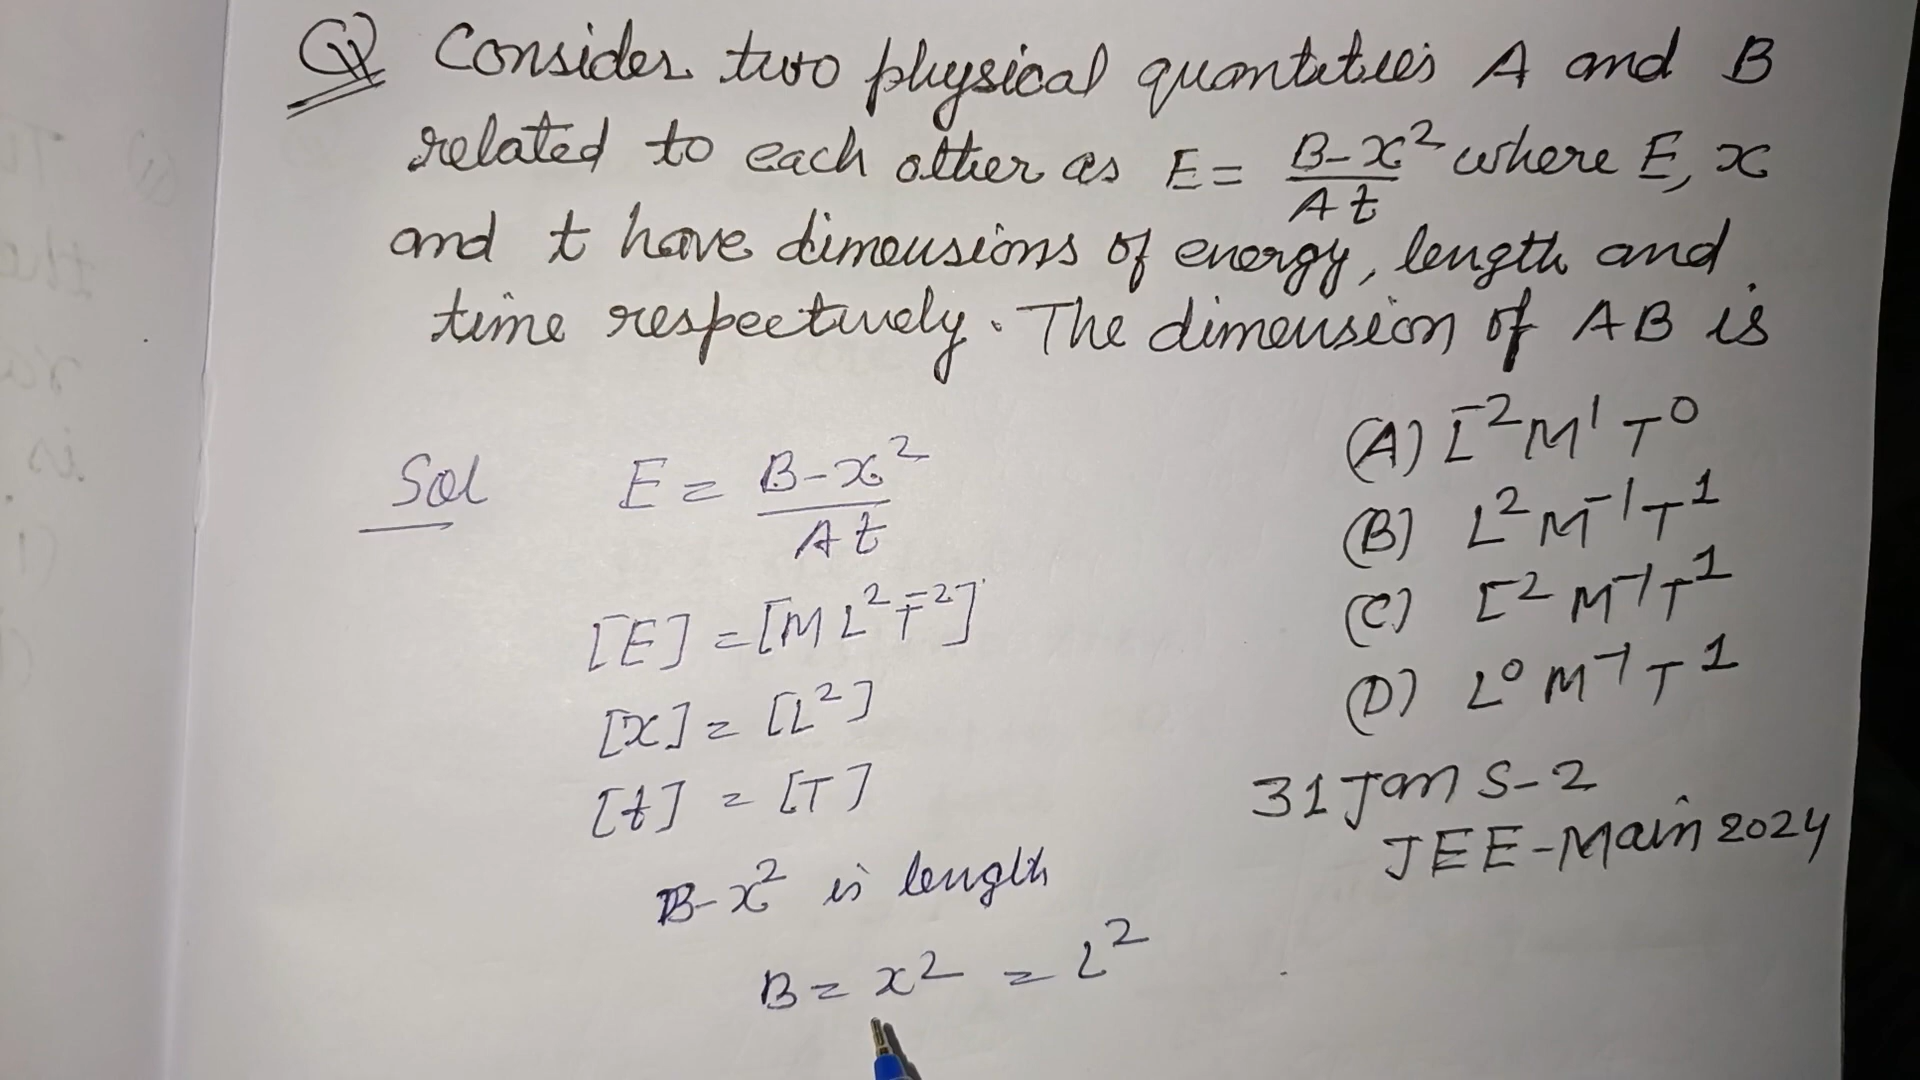 Q Consider two physical quantities A and B
related to each other as E = B-x²/At where E, x
and t have dimensions of energy, length and
time respectively. The dimension of AB is
(A) L⁻²M¹T⁰
(B) L²M⁻¹T¹
(C) L⁻²M⁻¹T¹
(D) L⁰M⁻¹T¹
31 Jan S-2
JEE-Main 2024
Sol E = B-x²/At
[E] = [ML²T⁻²]
[x] = [L²]
[t] = [T]
B-x² is length
B = x² = L²